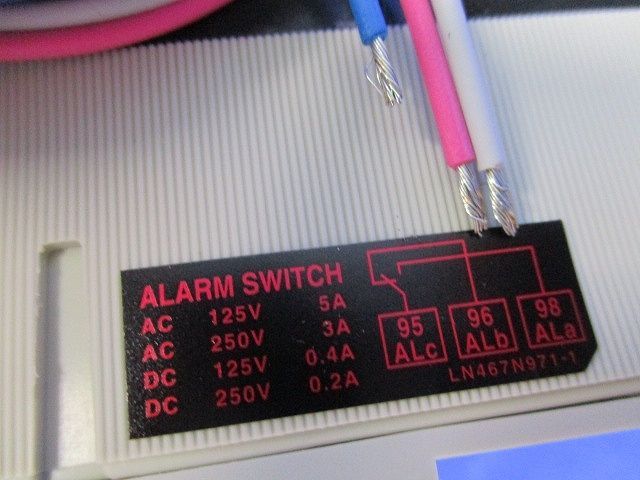 ALARM SWITCH
AC 125V 5A
AC 250V 3A
DC 125V 0.4A
DC 250V 0.2A
95 96 98
ALc ALb ALa
LN467N971-1